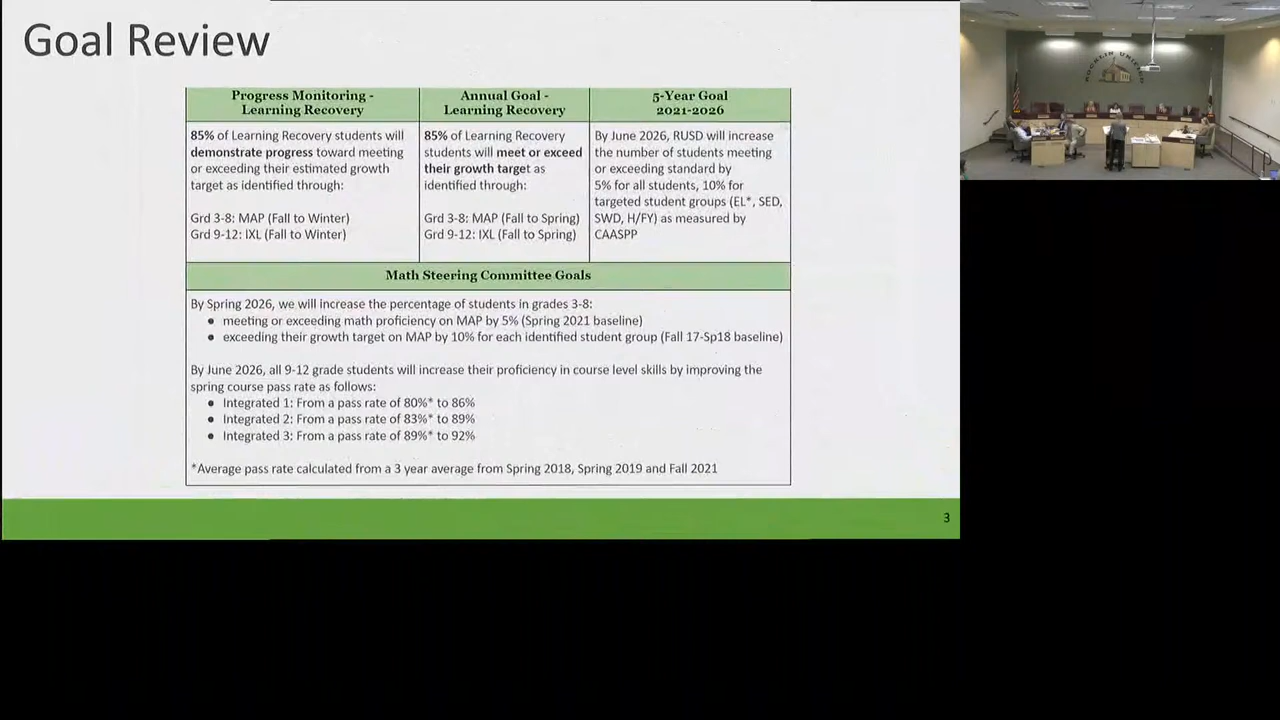 Goal Review
Progress Monitoring -
Learning Recovery
Annual Goal -
Learning Recovery
5-Year Goal
2021-2026
85% of Learning Recovery students will
demonstrate progress toward meeting
or exceeding their estimated growth
target as identified through:
Grd 3-8: MAP (Fall to Winter)
Grd 9-12: IXL (Fall to Winter)
85% of Learning Recovery
students will meet or exceed
their growth target as
identified through:
Grd 3-8: MAP (Fall to Spring)
Grd 9-12: IXL (Fall to Spring)
By June 2026, RUSD will increase
the number of students meeting
or exceeding standard by
5% for all students, 10% for
targeted student groups (EL*, SED,
SWD, H/FY) as measured by
CAASPP
Math Steering Committee Goals
By Spring 2026, we will increase the percentage of students in grades 3-8:
● meeting or exceeding math proficiency on MAP by 5% (Spring 2021 baseline)
● exceeding their growth target on MAP by 10% for each identified student group (Fall 17-Sp18 baseline)
By June 2026, all 9-12 grade students will increase their proficiency in course level skills by improving the
spring course pass rate as follows:
● Integrated 1: From a pass rate of 80%* to 86%
● Integrated 2: From a pass rate of 83%* to 89%
● Integrated 3: From a pass rate of 89%* to 92%
*Average pass rate calculated from a 3 year average from Spring 2018, Spring 2019 and Fall 2021
3
ROCKLIN UNIFIED